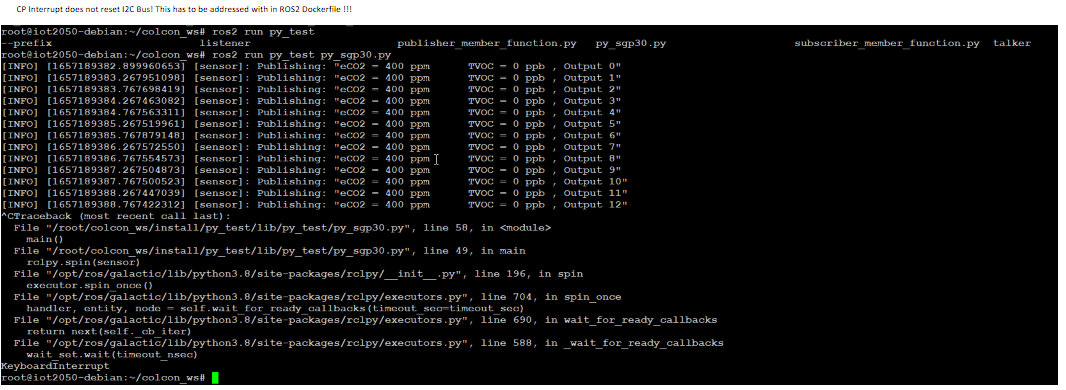 CP Interrupt does not reset I2C Bus! This has to be addressed with in ROS2 Dockerfile !!!
root@iot2050-debian:~/colcon_ws# ros2 run py_test
--prefix listener publisher_member_function.py py_sgp30.py subscriber_member_function.py talker
root@iot2050-debian:~/colcon_ws# ros2 run py_test py_sgp30.py
[INFO] [1657189382.899960653] [sensor]: Publishing: "eCO2 = 400 ppm TVOC = 0 ppb , Output 0"
[INFO] [1657189383.267951098] [sensor]: Publishing: "eCO2 = 400 ppm TVOC = 0 ppb , Output 1"
[INFO] [1657189383.767698419] [sensor]: Publishing: "eCO2 = 400 ppm TVOC = 0 ppb , Output 2"
[INFO] [1657189384.267463082] [sensor]: Publishing: "eCO2 = 400 ppm TVOC = 0 ppb , Output 3"
[INFO] [1657189384.767563311] [sensor]: Publishing: "eCO2 = 400 ppm TVOC = 0 ppb , Output 4"
[INFO] [1657189385.267519961] [sensor]: Publishing: "eCO2 = 400 ppm TVOC = 0 ppb , Output 5"
[INFO] [1657189385.767879148] [sensor]: Publishing: "eCO2 = 400 ppm TVOC = 0 ppb , Output 6"
[INFO] [1657189386.267572550] [sensor]: Publishing: "eCO2 = 400 ppm TVOC = 0 ppb , Output 7"
[INFO] [1657189386.767554573] [sensor]: Publishing: "eCO2 = 400 ppm TVOC = 0 ppb , Output 8"
[INFO] [1657189387.267504873] [sensor]: Publishing: "eCO2 = 400 ppm TVOC = 0 ppb , Output 9"
[INFO] [1657189387.767500523] [sensor]: Publishing: "eCO2 = 400 ppm TVOC = 0 ppb , Output 10"
[INFO] [1657189388.267447039] [sensor]: Publishing: "eCO2 = 400 ppm TVOC = 0 ppb , Output 11"
[INFO] [1657189388.767422312] [sensor]: Publishing: "eCO2 = 400 ppm TVOC = 0 ppb , Output 12"
^CTraceback (most recent call last):
File "/root/colcon_ws/install/py_test/lib/py_test/py_sgp30.py", line 58, in <module>
main()
File "/root/colcon_ws/install/py_test/lib/py_test/py_sgp30.py", line 49, in main
rclpy.spin(sensor)
File "/opt/ros/galactic/lib/python3.8/site-packages/rclpy/__init__.py", line 196, in spin
executor.spin_once()
File "/opt/ros/galactic/lib/python3.8/site-packages/rclpy/executors.py", line 704, in spin_once
handler, entity, node = self.wait_for_ready_callbacks(timeout_sec=timeout_sec)
File "/opt/ros/galactic/lib/python3.8/site-packages/rclpy/executors.py", line 690, in wait_for_ready_callbacks
return next(self._cb_iter)
File "/opt/ros/galactic/lib/python3.8/site-packages/rclpy/executors.py", line 588, in _wait_for_ready_callbacks
wait_set.wait(timeout_nsec)
KeyboardInterrupt
root@iot2050-debian:~/colcon_ws#